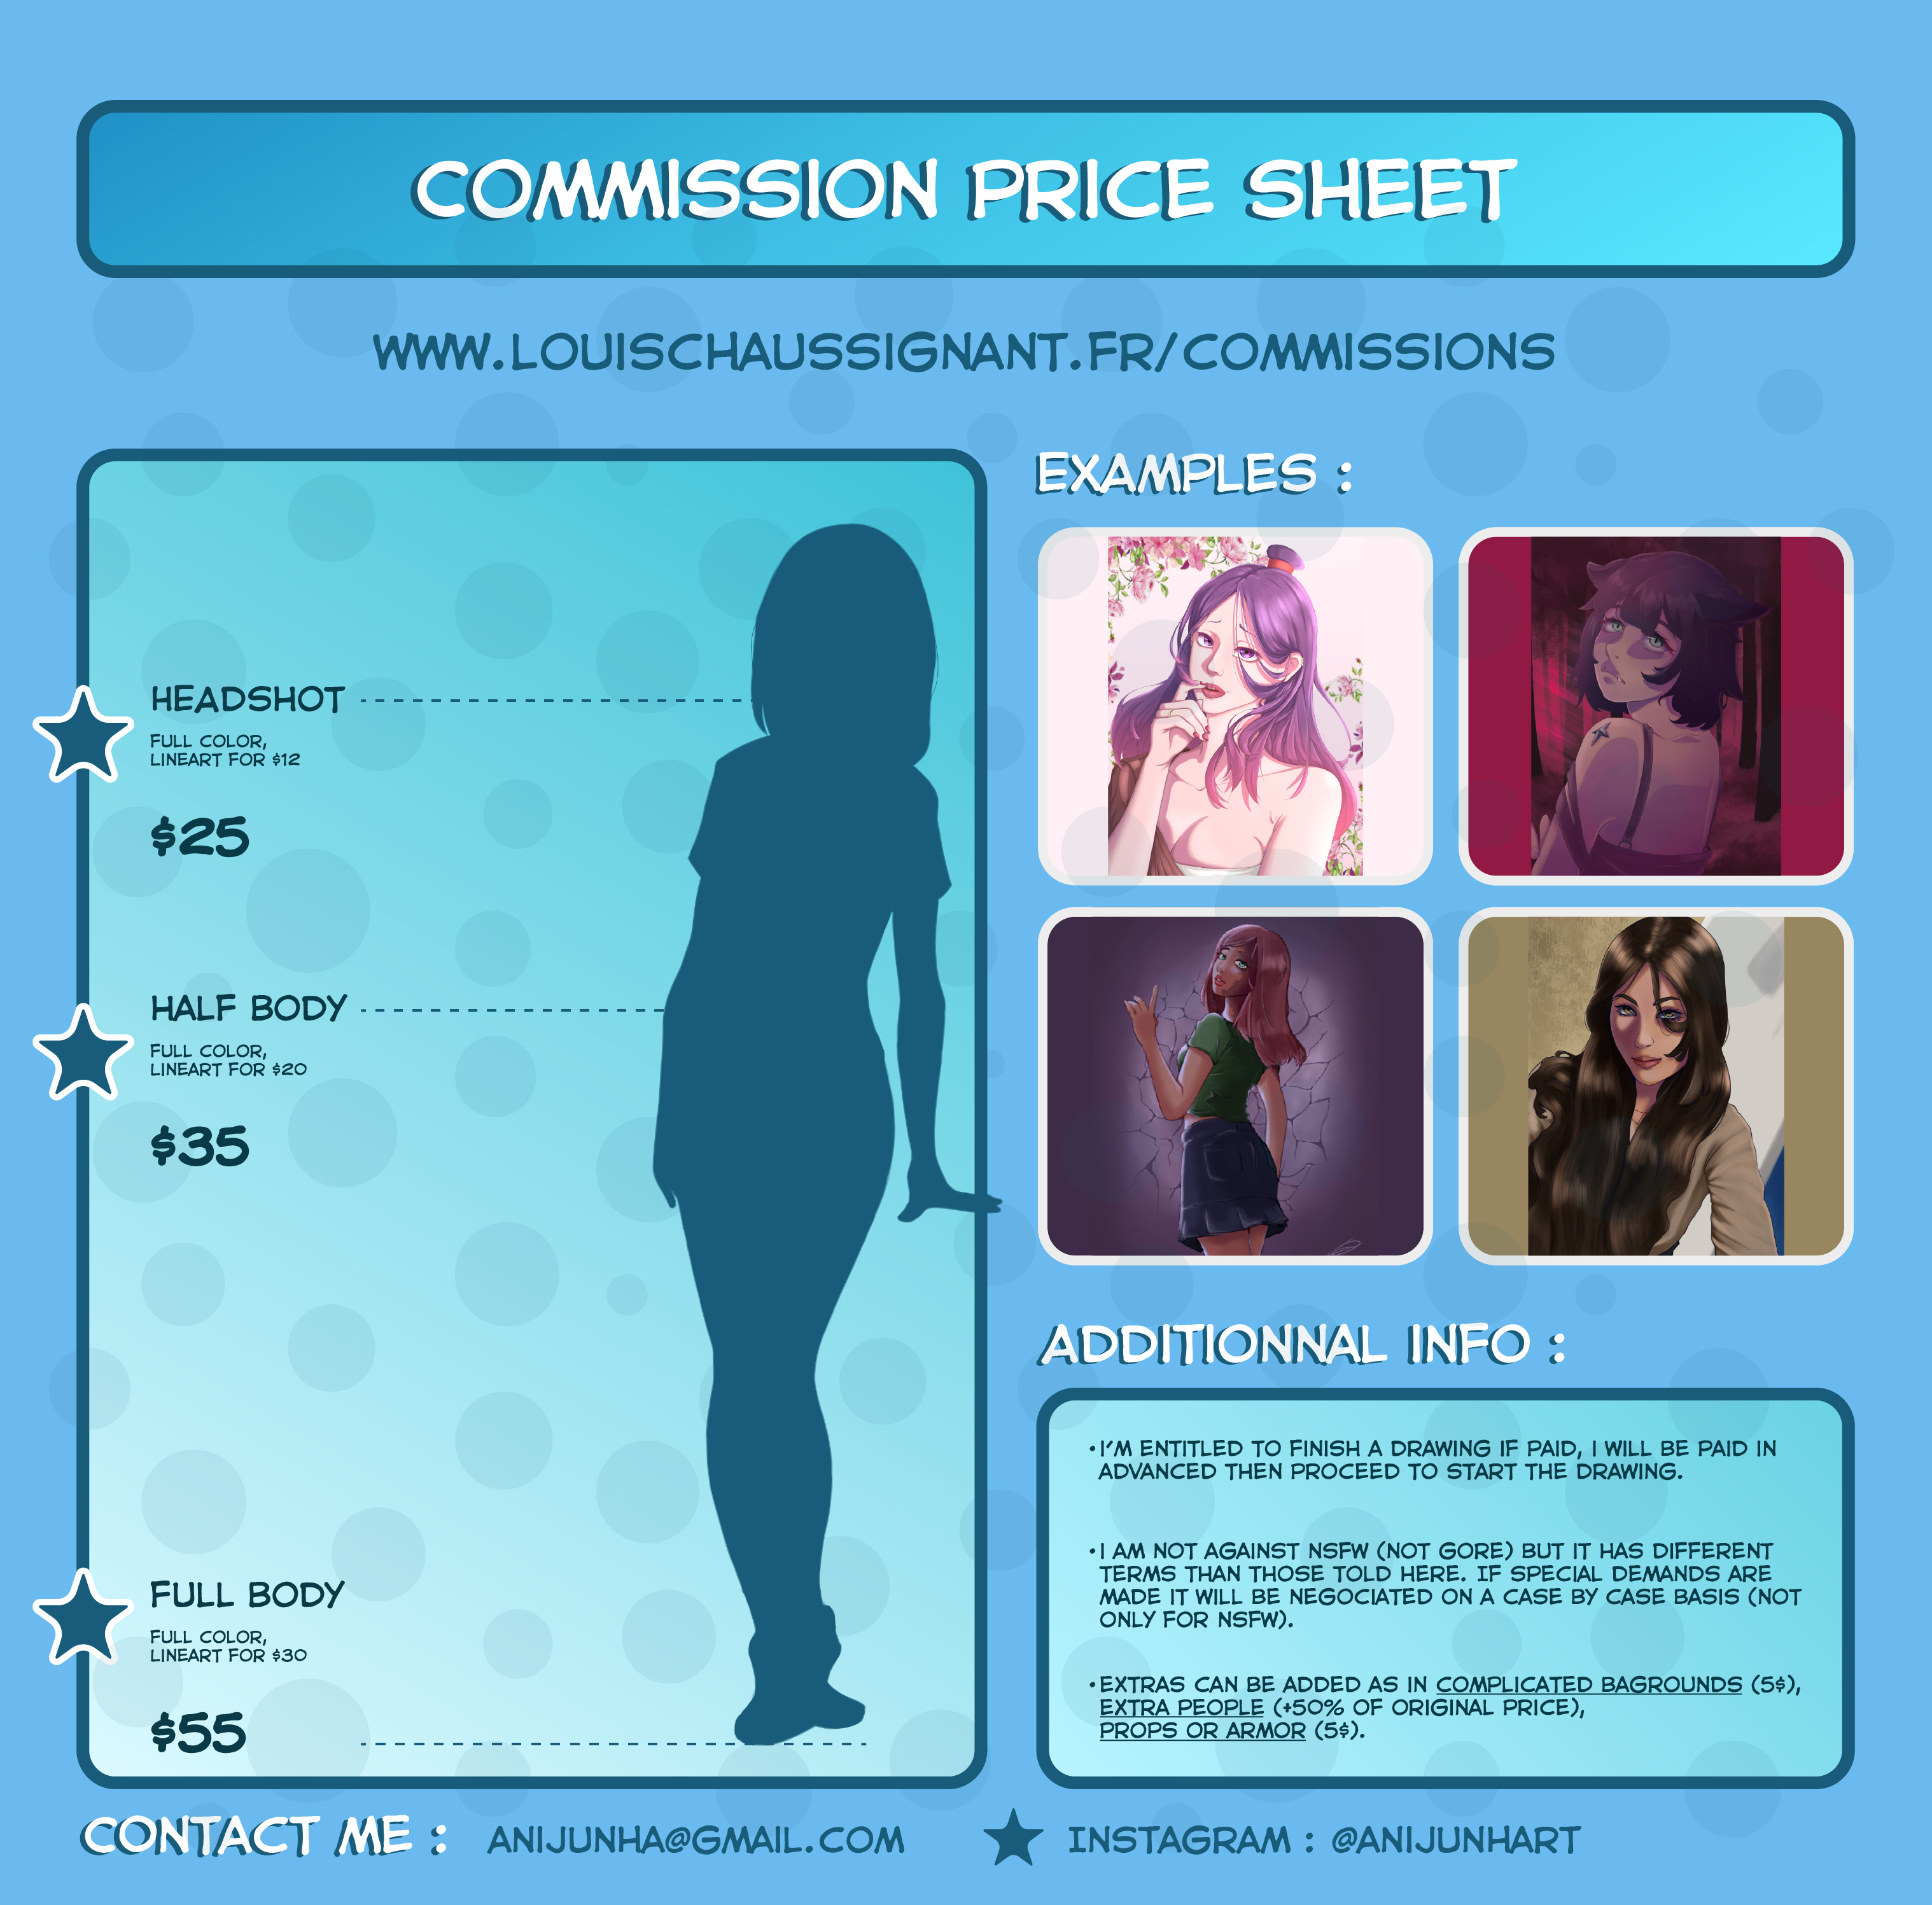 COMMISSION PRICE SHEET
WWW.LOUISCHAUSSIGNANT.FR/COMMISSIONS
HEADSHOT
FULL COLOR,
LINEART FOR $12
$25
HALF BODY
FULL COLOR,
LINEART FOR $20
$35
FULL BODY
FULL COLOR,
LINEART FOR $30
$55
EXAMPLES :
ADDITIONNAL INFO :
•I'M ENTITLED TO FINISH A DRAWING IF PAID, I WILL BE PAID IN
ADVANCED THEN PROCEED TO START THE DRAWING.
•I AM NOT AGAINST NSFW (NOT GORE) BUT IT HAS DIFFERENT
TERMS THAN THOSE TOLD HERE. IF SPECIAL DEMANDS ARE
MADE IT WILL BE NEGOCIATED ON A CASE BY CASE BASIS (NOT
ONLY FOR NSFW).
•EXTRAS CAN BE ADDED AS IN COMPLICATED BAGROUNDS (5$),
EXTRA PEOPLE (+50% OF ORIGINAL PRICE),
PROPS OR ARMOR (5$).
CONTACT ME : ANIJUNHA@GMAIL.COM ★ INSTAGRAM : @ANIJUNHART